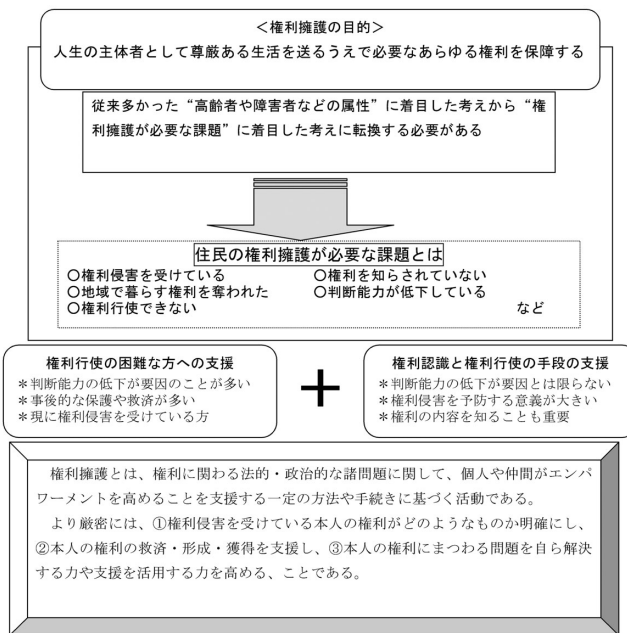 ＜権利擁護の目的＞
人生の主体者として尊厳ある生活を送るうえで必要なあらゆる権利を保障する
従来多かった“高齢者や障害者などの属性”に着目した考えから“権
利擁護が必要な課題”に着目した考えに転換する必要がある
住民の権利擁護が必要な課題とは
○権利侵害を受けている　○権利を知らされていない
○地域で暮らす権利を奪われた　○判断能力が低下している
○権利行使できない　など
権利行使の困難な方への支援
＊判断能力の低下が要因のことが多い
＊事後的な保護や救済が多い
＊現に権利侵害を受けている方
＋
権利認識と権利行使の手段の支援
＊判断能力の低下が要因とは限らない
＊権利侵害を予防する意義が大きい
＊権利の内容を知ることも重要
権利擁護とは、権利に関わる法的・政治的な諸問題に関して、個人や仲間がエンパ
ワーメントを高めることを支援する一定の方法や手続きに基づく活動である。
より厳密には、①権利侵害を受けている本人の権利がどのようなものか明確にし、
②本人の権利の救済・形成・獲得を支援し、③本人の権利にまつわる問題を自ら解決
する力や支援を活用する力を高める、ことである。